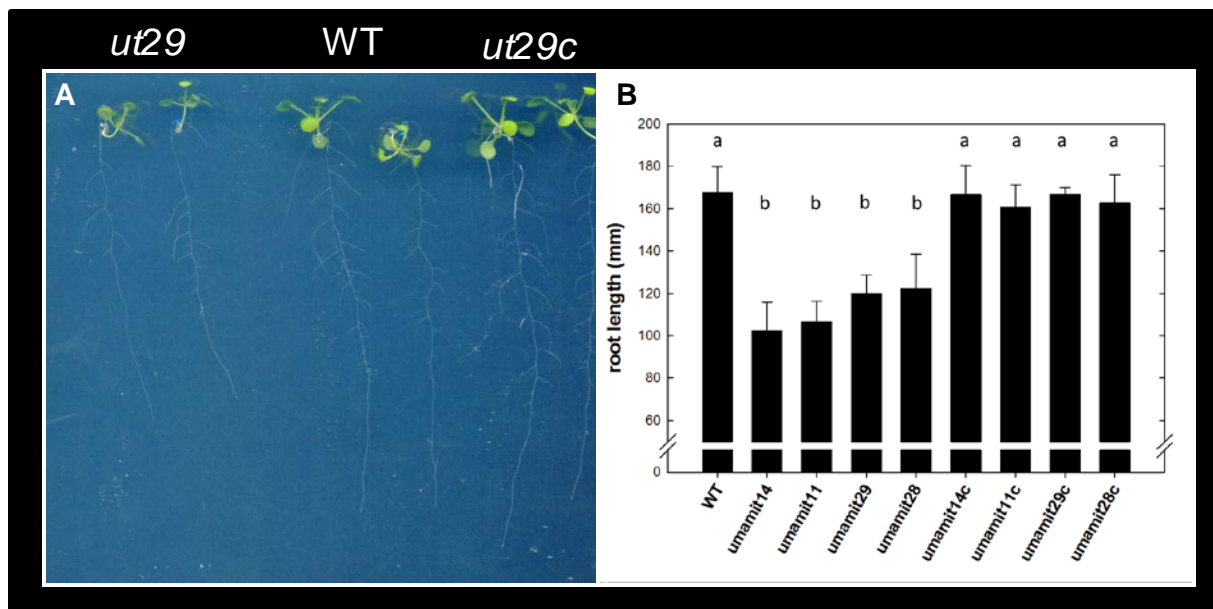 ut29 WT ut29c
A
B
200
180
160
140
120
100
80
60
0
root length (mm)
a b b b b a a a a
WT umamit14 umamit11 umamit29 umamit28 umamit14c umamit11c umamit29c umamit28c